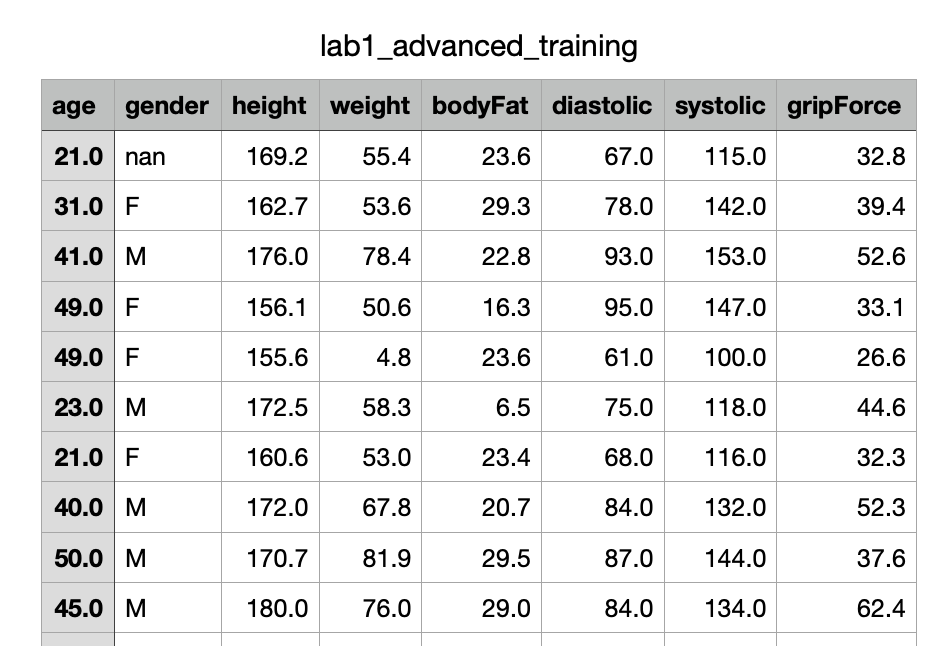 lab1_advanced_training
age gender height weight bodyFat diastolic systolic gripForce
21.0 nan 169.2 55.4 23.6 67.0 115.0 32.8
31.0 F 162.7 53.6 29.3 78.0 142.0 39.4
41.0 M 176.0 78.4 22.8 93.0 153.0 52.6
49.0 F 156.1 50.6 16.3 95.0 147.0 33.1
49.0 F 155.6 4.8 23.6 61.0 100.0 26.6
23.0 M 172.5 58.3 6.5 75.0 118.0 44.6
21.0 F 160.6 53.0 23.4 68.0 116.0 32.3
40.0 M 172.0 67.8 20.7 84.0 132.0 52.3
50.0 M 170.7 81.9 29.5 87.0 144.0 37.6
45.0 M 180.0 76.0 29.0 84.0 134.0 62.4